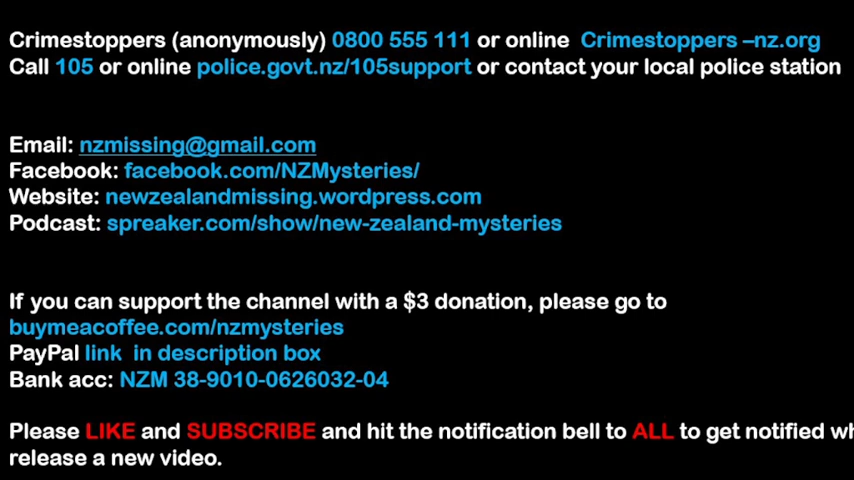 Crimestoppers (anonymously) 0800 555 111 or online Crimestoppers –nz.org
Call 105 or online police.govt.nz/105support or contact your local police station
Email: nzmissing@gmail.com
Facebook: facebook.com/NZMysteries/
Website: newzealandmissing.wordpress.com
Podcast: spreaker.com/show/new-zealand-mysteries
If you can support the channel with a $3 donation, please go to
buymeacoffee.com/nzmysteries
PayPal link in description box
Bank acc: NZM 38-9010-0626032-04
Please LIKE and SUBSCRIBE and hit the notification bell to ALL to get notified
release a new video.